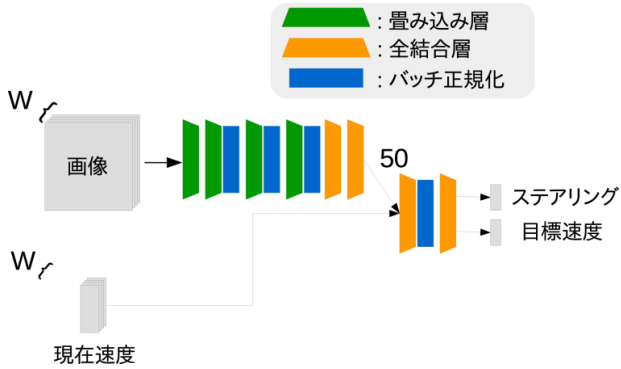 : 畳み込み層
: 全結合層
: バッチ正規化
W {
画像
50
ステアリング
目標速度
W {
現在速度